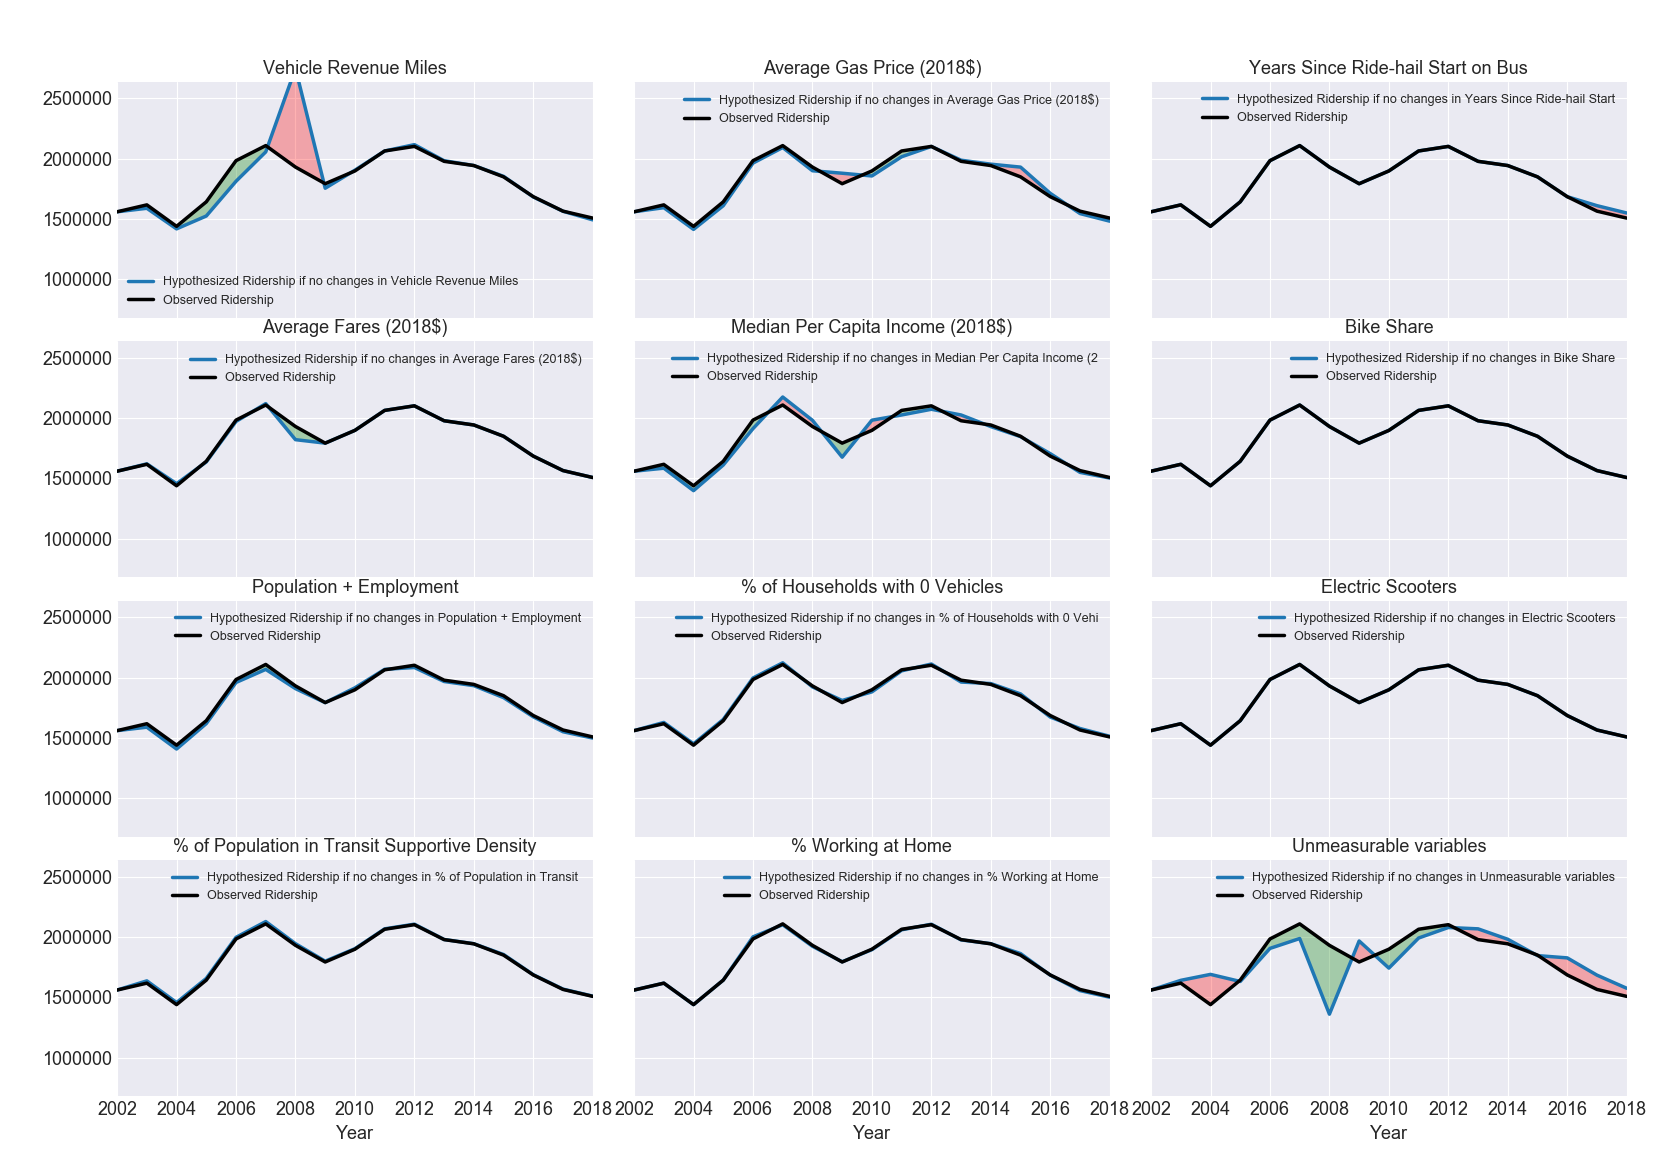 Vehicle Revenue Miles
Average Gas Price (2018$)
Years Since Ride-hail Start on Bus
2500000
2000000
1500000
1000000
Hypothesized Ridership if no changes in Vehicle Revenue Miles
Observed Ridership
Hypothesized Ridership if no changes in Average Gas Price (2018$)
Observed Ridership
Hypothesized Ridership if no changes in Years Since Ride-hail Start
Observed Ridership
Average Fares (2018$)
Median Per Capita Income (2018$)
Bike Share
2500000
2000000
1500000
1000000
Hypothesized Ridership if no changes in Average Fares (2018$)
Observed Ridership
Hypothesized Ridership if no changes in Median Per Capita Income (2
Observed Ridership
Hypothesized Ridership if no changes in Bike Share
Observed Ridership
Population + Employment
% of Households with 0 Vehicles
Electric Scooters
2500000
2000000
1500000
1000000
Hypothesized Ridership if no changes in Population + Employment
Observed Ridership
Hypothesized Ridership if no changes in % of Households with 0 Vehi
Observed Ridership
Hypothesized Ridership if no changes in Electric Scooters
Observed Ridership
% of Population in Transit Supportive Density
% Working at Home
Unmeasurable variables
2500000
2000000
1500000
1000000
Hypothesized Ridership if no changes in % of Population in Transit
Observed Ridership
Hypothesized Ridership if no changes in % Working at Home
Observed Ridership
Hypothesized Ridership if no changes in Unmeasurable variables
Observed Ridership
2002 2004 2006 2008 2010 2012 2014 2016 2018
2002 2004 2006 2008 2010 2012 2014 2016 2018
2002 2004 2006 2008 2010 2012 2014 2016 2018
Year
Year
Year